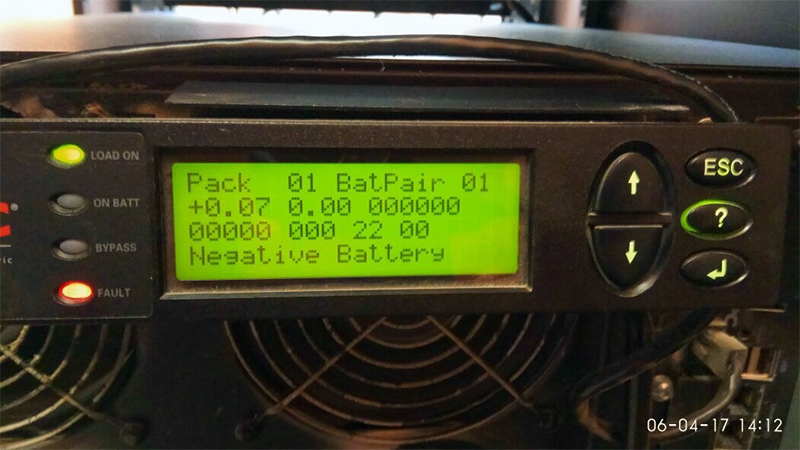 LOAD ON
ON BATT
BYPASS
FAULT
C®
ric
Pack 01 BatPair 01
+0.07 0.00 000000
00000 000 22 00
Negative Battery
ESC
?
06-04-17 14:12